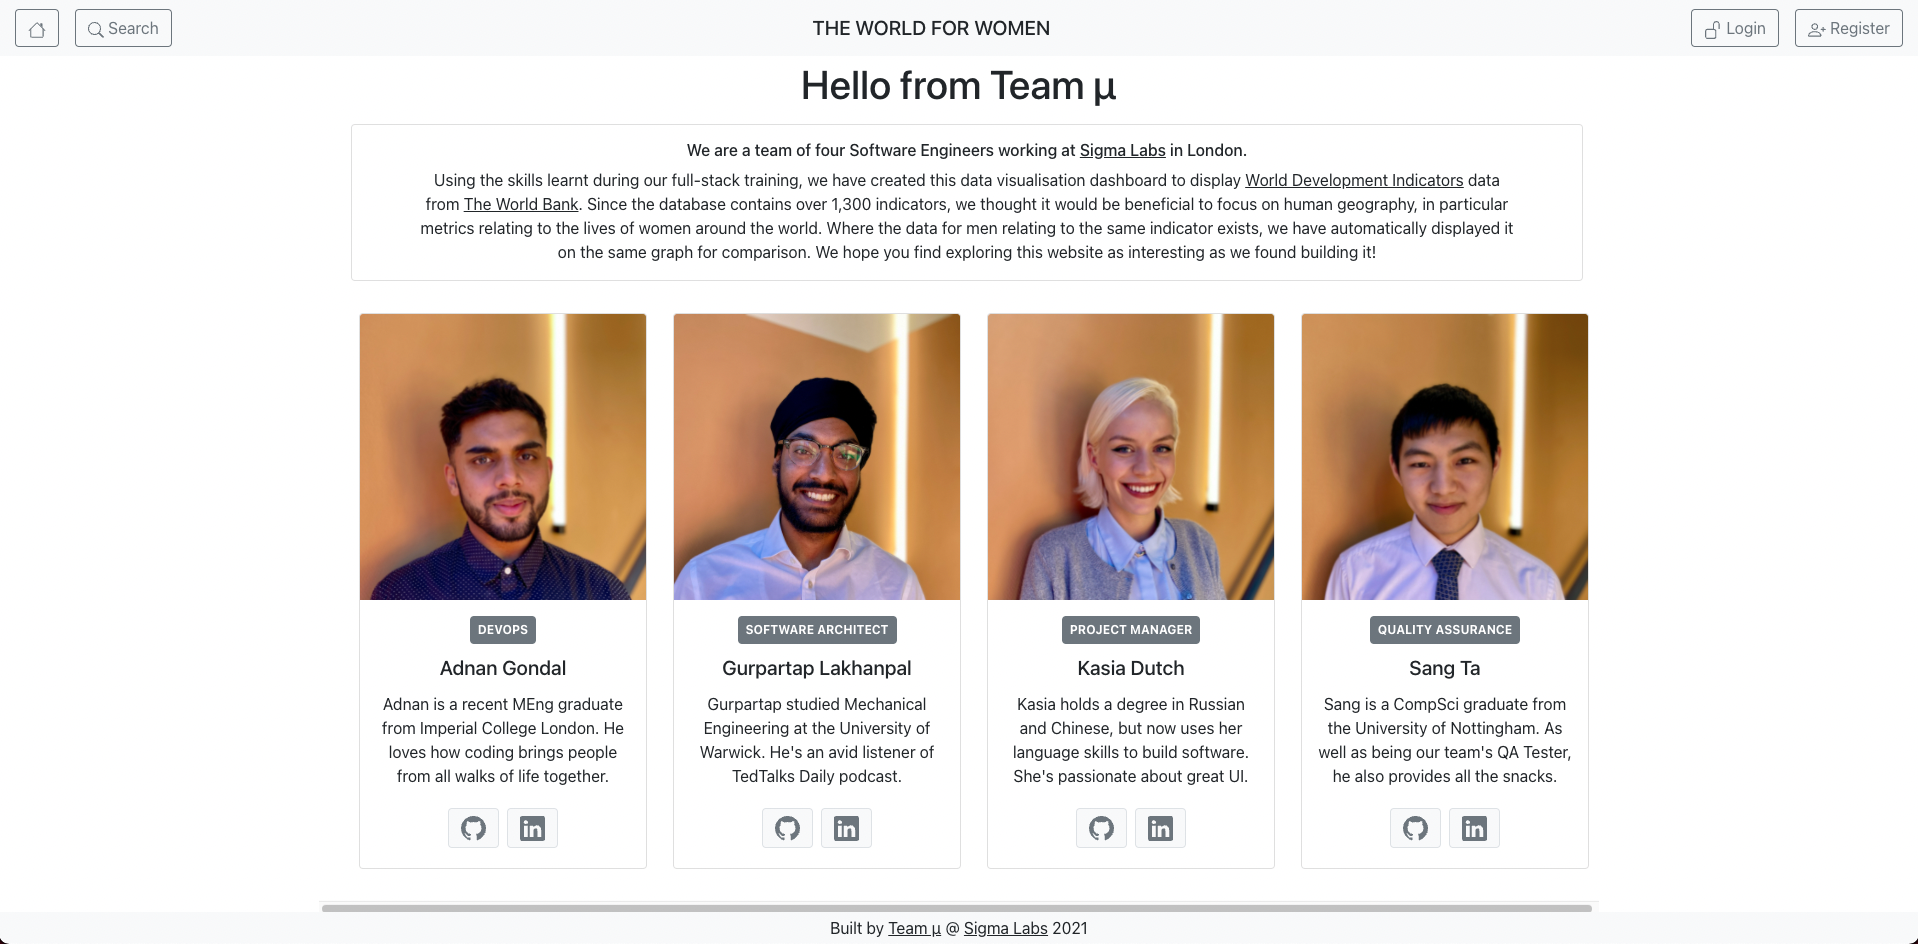 Search
THE WORLD FOR WOMEN
Login
Register
Hello from Team μ
We are a team of four Software Engineers working at Sigma Labs in London.
Using the skills learnt during our full-stack training, we have created this data visualisation dashboard to display World Development Indicators data
from The World Bank. Since the database contains over 1,300 indicators, we thought it would be beneficial to focus on human geography, in particular
metrics relating to the lives of women around the world. Where the data for men relating to the same indicator exists, we have automatically displayed it
on the same graph for comparison. We hope you find exploring this website as interesting as we found building it!
DEVOPS
Adnan Gondal
Adnan is a recent MEng graduate
from Imperial College London. He
loves how coding brings people
from all walks of life together.
in
SOFTWARE ARCHITECT
Gurpartap Lakhanpal
Gurpartap studied Mechanical
Engineering at the University of
Warwick. He's an avid listener of
TedTalks Daily podcast.
in
PROJECT MANAGER
Kasia Dutch
Kasia holds a degree in Russian
and Chinese, but now uses her
language skills to build software.
She's passionate about great UI.
in
QUALITY ASSURANCE
Sang Ta
Sang is a CompSci graduate from
the University of Nottingham. As
well as being our team's QA Tester,
he also provides all the snacks.
in
Built by Team μ @ Sigma Labs 2021